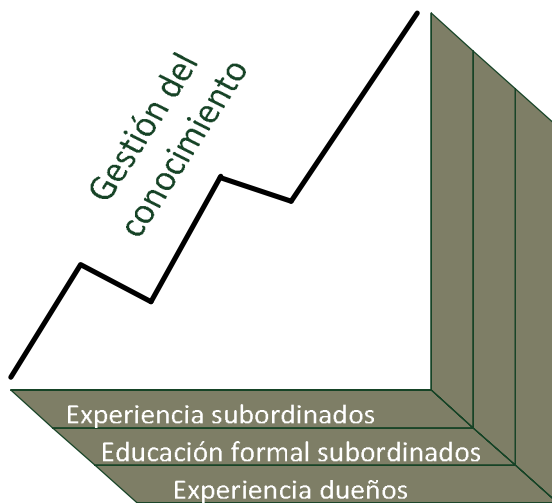 Gestión del
conocimiento
Experiencia subordinados
Educación formal subordinados
Experiencia dueños